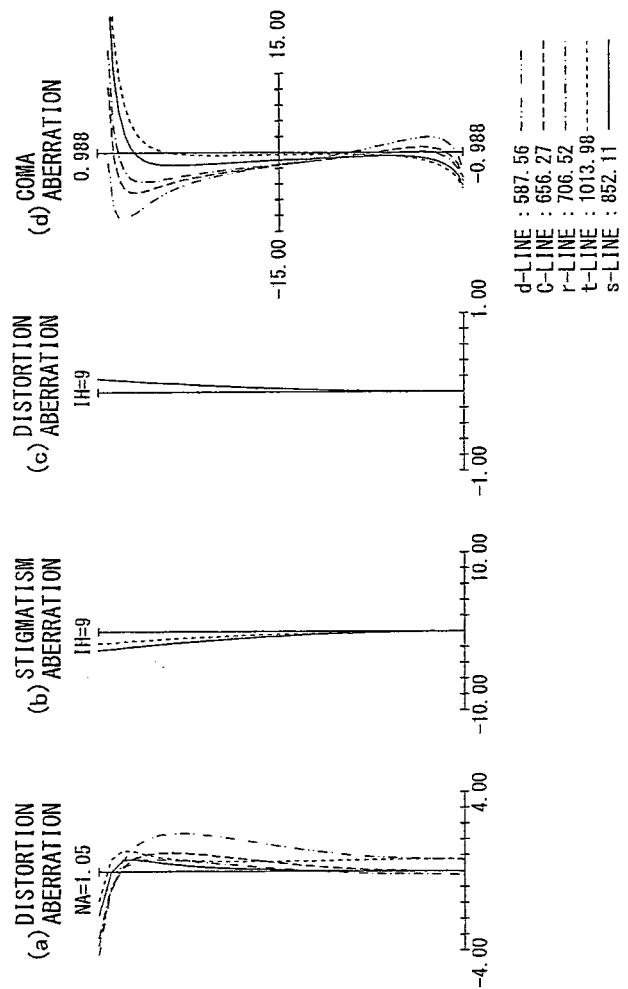 (a) DISTORTION
ABERRATION
NA=1.05
-4.00
4.00
(b) STIGMATISM
ABERRATION
IH=9
-10.00
10.00
(c) DISTORTION
ABERRATION
IH=9
-1.00
1.00
(d) COMA
ABERRATION
0.988
-15.00
15.00
-0.988
d-LINE : 587.56
C-LINE : 656.27
r-LINE : 706.52
t-LINE : 1013.98
s-LINE : 852.11